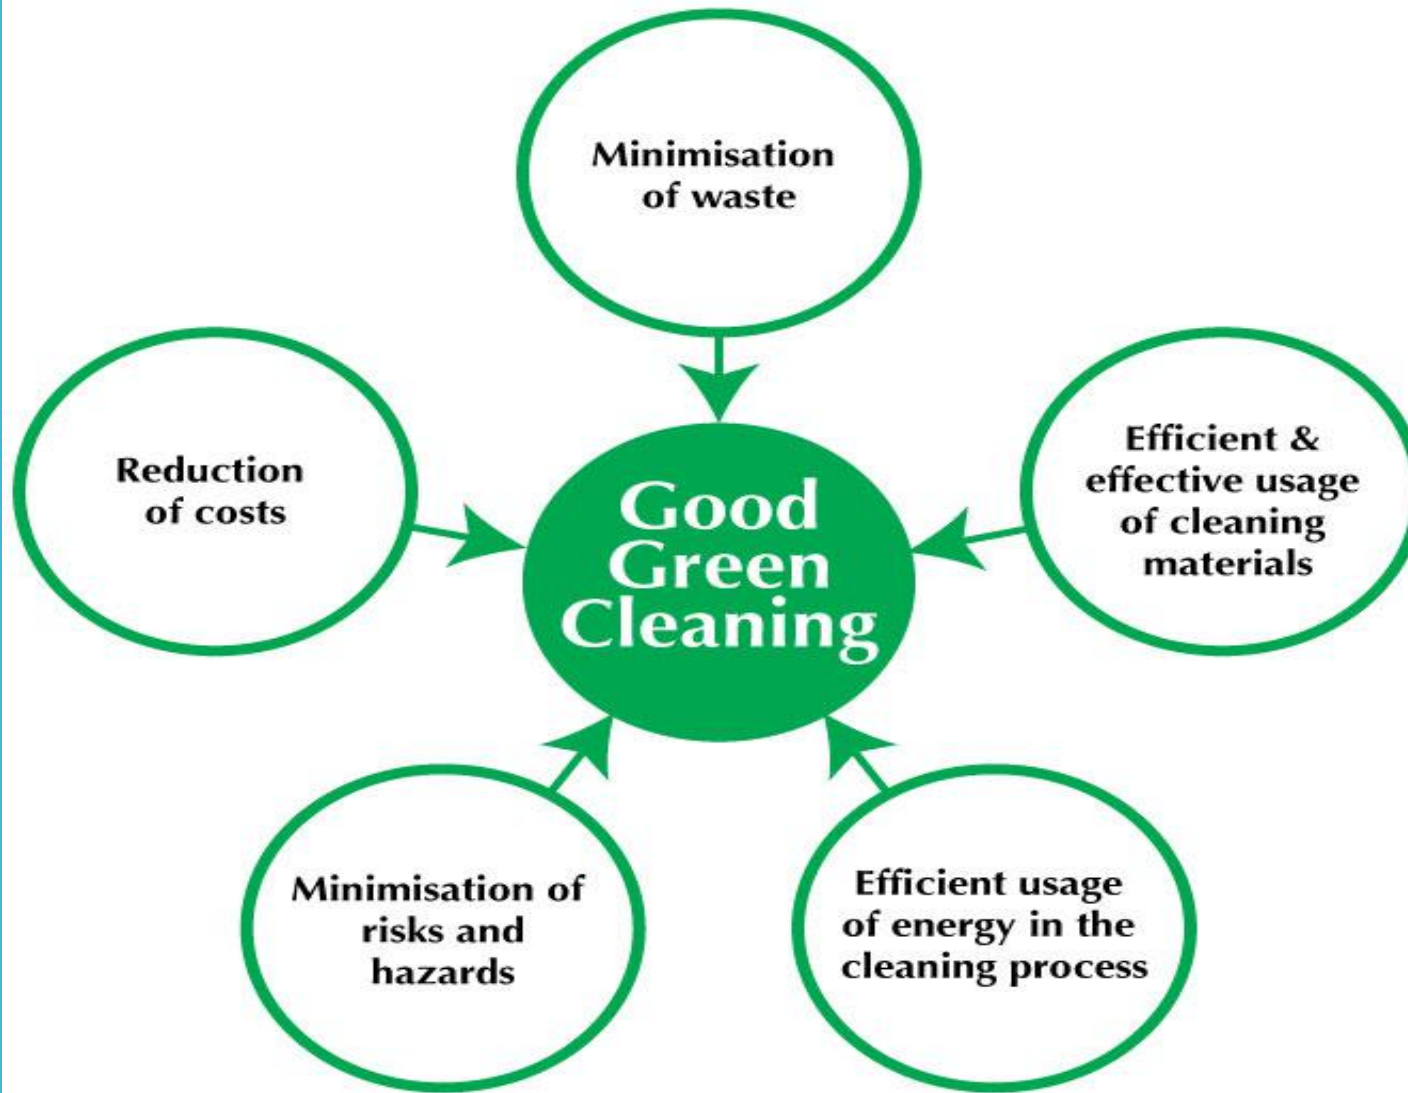 Minimisation
of waste
Reduction
of costs
Good
Green
Cleaning
Efficient &
effective usage
of cleaning
materials
Minimisation of
risks and
hazards
Efficient usage
of energy in the
cleaning process